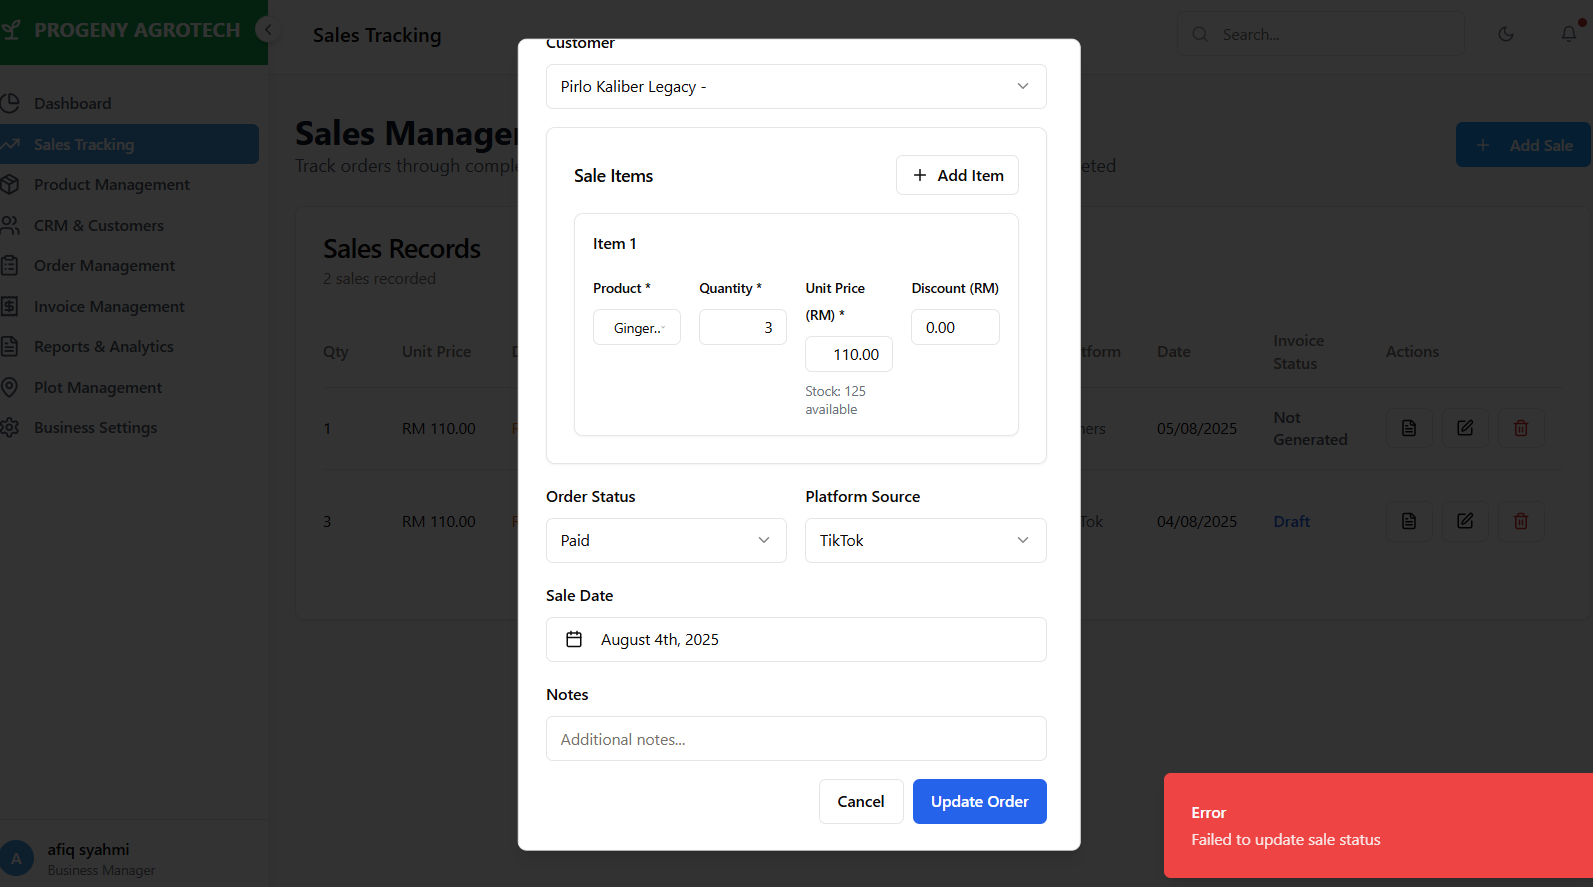 PROGENY AGROTECH
Sales Tracking
Search...
Dashboard
Sales Tracking
Product Management
CRM & Customers
Order Management
Invoice Management
Reports & Analytics
Plot Management
Business Settings
afiq syahmi
Business Manager
A
Sales Manage
Track orders through comple
eted
Add Sale
Sales Records
2 sales recorded
Qty
Unit Price
tform
Date
Invoice
Status
Actions
1
RM 110.00
ners
05/08/2025
Not
Generated
3
RM 110.00
Tok
04/08/2025
Draft
Customer
Pirlo Kaliber Legacy -
Sale Items
Add Item
Item 1
Product *
Quantity *
Unit Price
(RM) *
Discount (RM)
Ginger..
3
110.00
0.00
Stock: 125
available
Order Status
Platform Source
Paid
TikTok
Sale Date
August 4th, 2025
Notes
Additional notes...
Cancel
Update Order
Error
Failed to update sale status